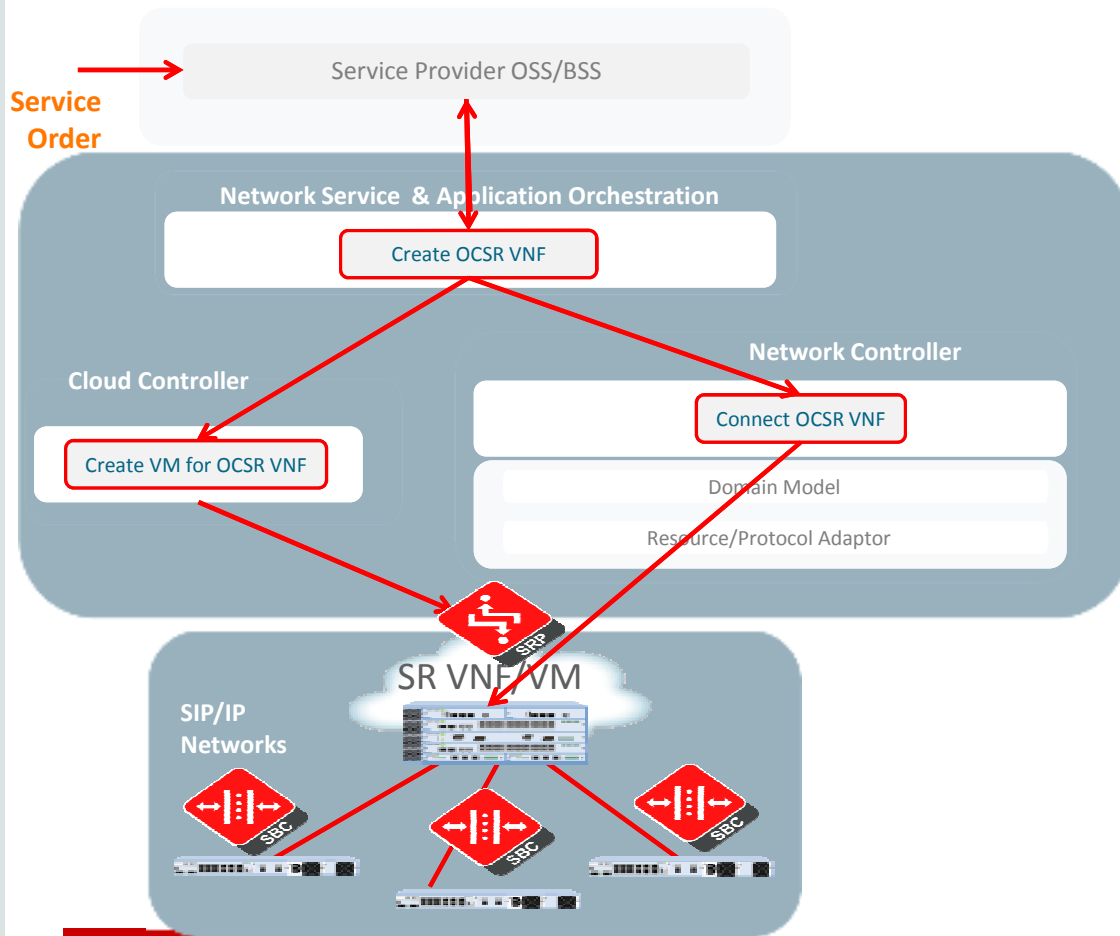 Service Provider OSS/BSS
Service
Order
Network Service & Application Orchestration
Create OCSR VNF
Network Controller
Cloud Controller
Connect OCSR VNF
Create VM for OCSR VNF
Domain Model
Resource/Protocol Adaptor
SRP
SR VNF/VM
SIP/IP
Networks
SBC
SBC
SBC